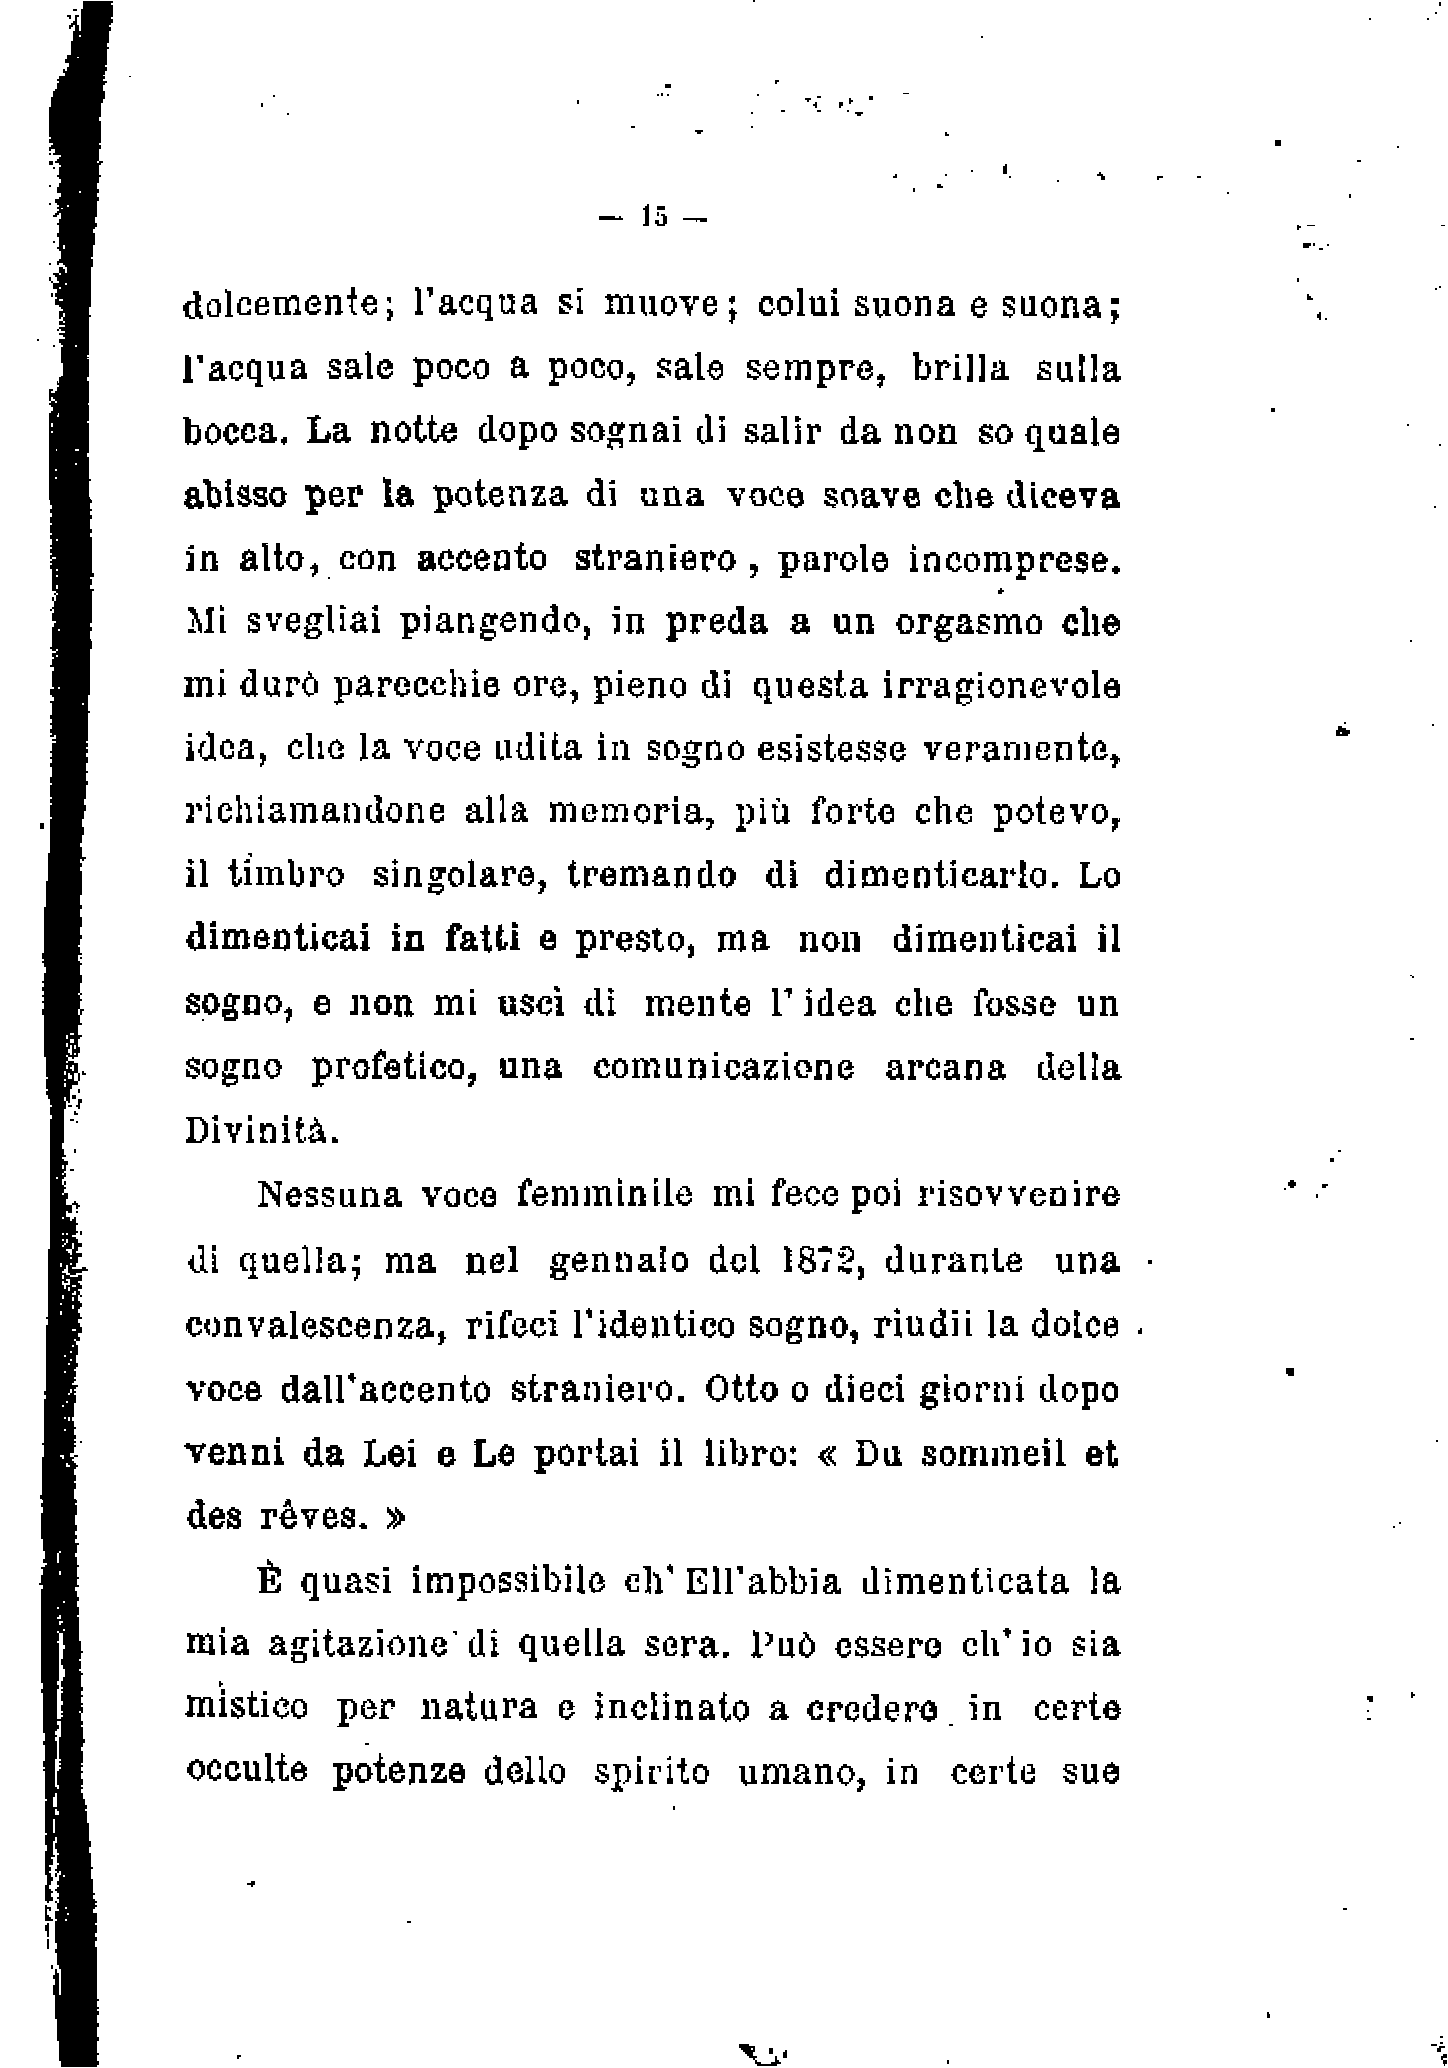 — 15 —
dolcemente; l'acqua si muove; colui suona e suona;
l'acqua sale poco a poco, sale sempre, brilla sulla
bocca. La notte dopo sognai di salir da non so quale
abisso per la potenza di una voce soave che diceva
in alto, con accento straniero, parole incomprese.
Mi svegliai piangendo, in preda a un orgasmo che
mi durò parecchie ore, pieno di questa irragionevole
idea, che la voce udita in sogno esistesse veramente,
richiamandone alla memoria, più forte che potevo,
il timbro singolare, tremando di dimenticarlo. Lo
dimenticai in fatti e presto, ma non dimenticai il
sogno, e non mi uscì di mente l'idea che fosse un
sogno profetico, una comunicazione arcana della
Divinità.
Nessuna voce femminile mi fece poi risovvenire
di quella; ma nel gennaio del 1872, durante una
convalescenza, rifeci l'identico sogno, riudii la dolce
voce dall'accento straniero. Otto o dieci giorni dopo
venni da Lei e Le portai il libro: « Du sommeil et
des rêves. »
È quasi impossibile ch' Ell'abbia dimenticata la
mia agitazione di quella sera. Può essere ch' io sia
mistico per natura e inclinato a credere in certe
occulte potenze dello spirito umano, in certe sue